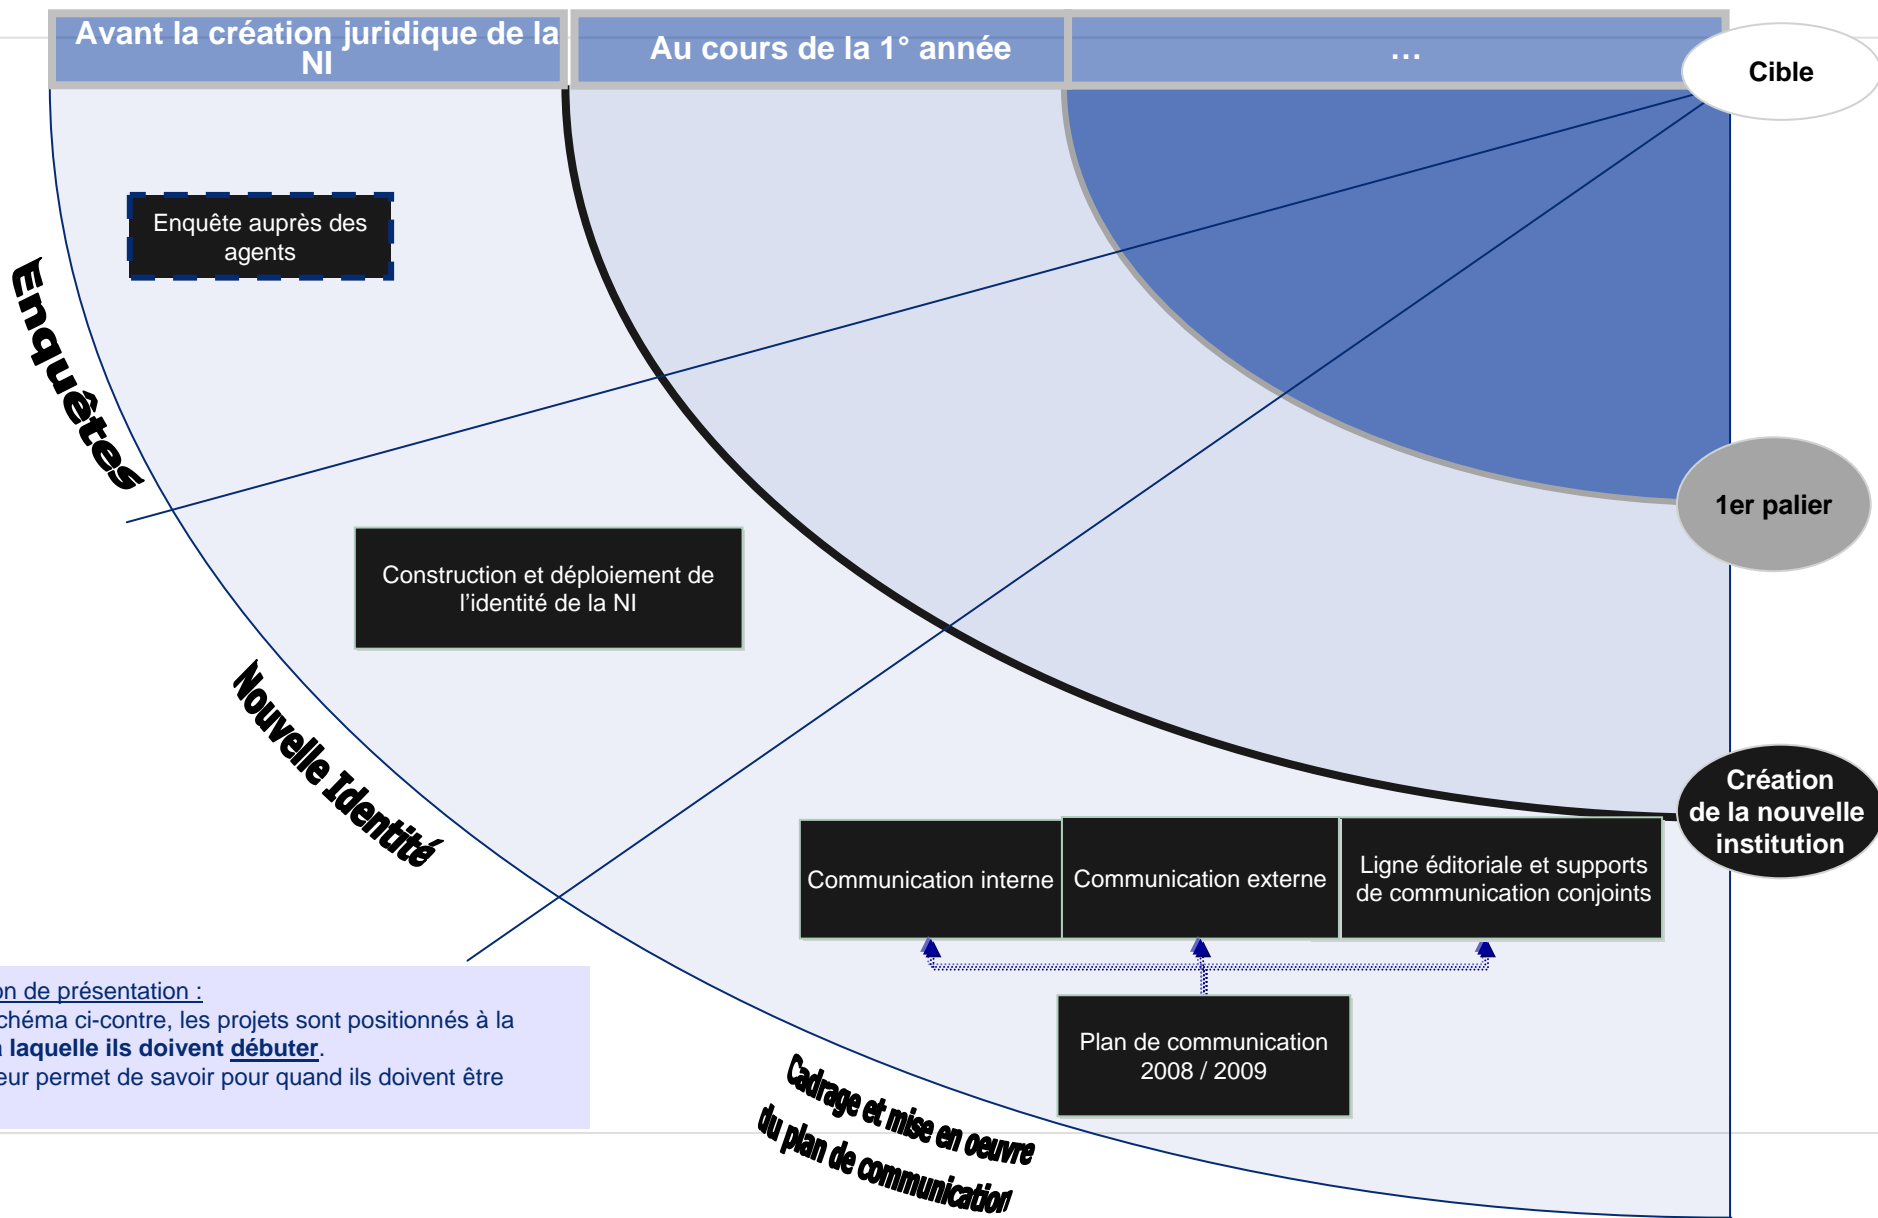 Avant la création juridique de la
NI
Au cours de la 1° année
…
Cible
Enquête auprès des
agents
Enquêtes
1er palier
Construction et déploiement de
l’identité de la NI
Nouvelle Identité
Création
de la nouvelle
institution
Communication interne
Communication externe
Ligne éditoriale et supports
de communication conjoints
Plan de communication
2008 / 2009
on de présentation :
chéma ci-contre, les projets sont positionnés à la
à laquelle ils doivent débuter.
eur permet de savoir pour quand ils doivent être
Cadrage et mise en oeuvre
du plan de communication